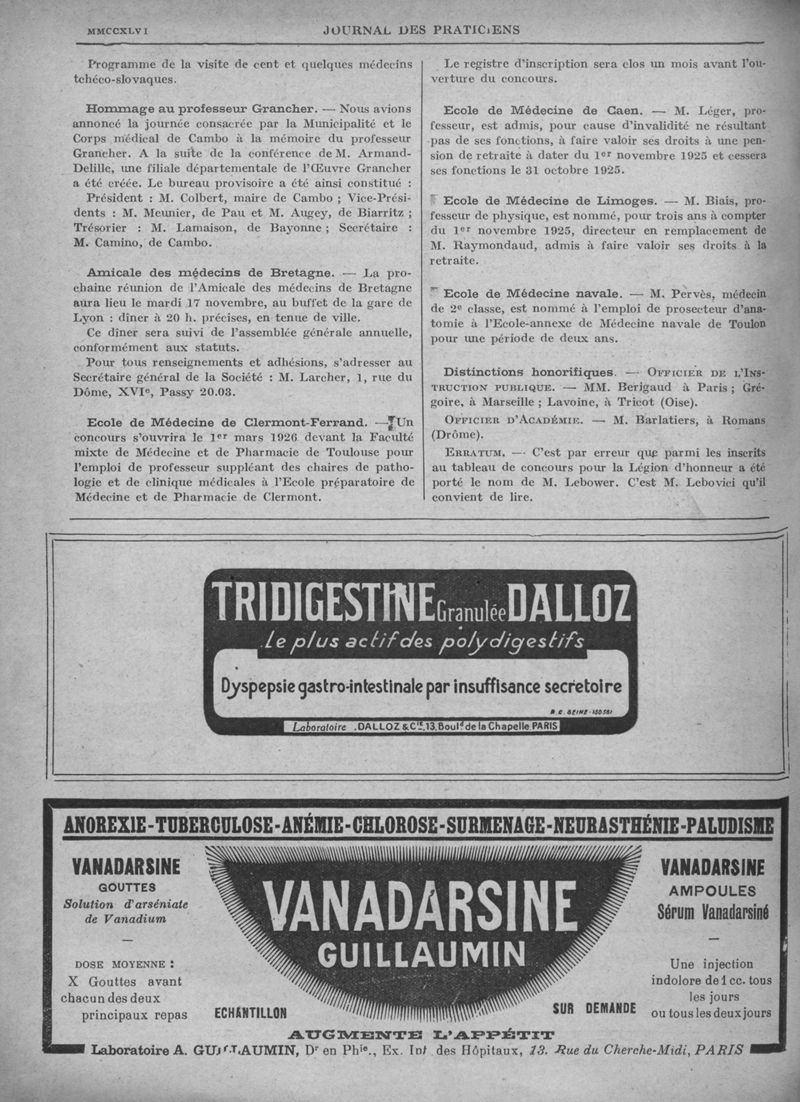 MMCCXLVI
JOURNAL DES PRATICIENS
Programme de la visite de cent et quelques médecins
tchéco-slovaques.
Hommage au professeur Grancher. — Nous avions
annoncé la journée consacrée par la Municipalité et le
Corps médical de Cambo à la mémoire du professeur
Grancher. A la suite de la conférence de M. Armand-
Delille, une filiale départementale de l'Œuvre Grancher
a été créée. Le bureau provisoire a été ainsi constitué :
Président : M. Colbert, maire de Cambo ; Vice-Prési-
dents : M. Meunier, de Pau et M. Augey, de Biarritz ;
Trésorier : M. Lamaison, de Bayonne ; Secrétaire :
M. Camino, de Cambo.
Amicale des médecins de Bretagne. — La pro-
chaine réunion de l'Amicale des médecins de Bretagne
aura lieu le mardi 17 novembre, au buffet de la gare de
Lyon : dîner à 20 h. précises, en tenue de ville.
Ce dîner sera suivi de l'assemblée générale annuelle,
conformément aux statuts.
Pour tous renseignements et adhésions, s'adresser au
Secrétaire général de la Société : M. Larcher, 1, rue du
Dôme, XVIe, Passy 20.03.
Ecole de Médecine de Clermont-Ferrand. — Un
concours s'ouvrira le 1er mars 1926 devant la Faculté
mixte de Médecine et de Pharmacie de Toulouse pour
l'emploi de professeur suppléant des chaires de patho-
logie et de clinique médicales à l'Ecole préparatoire de
Médecine et de Pharmacie de Clermont.
Le registre d'inscription sera clos un mois avant l'ou-
verture du concours.
Ecole de Médecine de Caen. — M. Léger, pro-
fesseur, est admis, pour cause d'invalidité ne résultant
pas de ses fonctions, à faire valoir ses droits à une pen-
sion de retraite à dater du 1er novembre 1925 et cessera
ses fonctions le 31 octobre 1925.
Ecole de Médecine de Limoges. — M. Biais, pro-
fesseur de physique, est nommé, pour trois ans à compter
du 1er novembre 1925, directeur en remplacement de
M. Raymondaud, admis à faire valoir ses droits à la
retraite.
Ecole de Médecine navale. — M. Pervès, médecin
de 2e classe, est nommé à l'emploi de prosecteur d'ana-
tomie à l'Ecole-annexe de Médecine navale de Toulon
pour une période de deux ans.
Distinctions honorifiques. — OFFICIER DE L'INS-
TRUCTION PUBLIQUE. — MM. Berigaud à Paris ; Gré-
goire, à Marseille ; Lavoine, à Tricot (Oise).
OFFICIER D'ACADÉMIE. — M. Barlatiers, à Romans
(Drôme).
ERRATUM. — C'est par erreur que parmi les inscrits
au tableau de concours pour la Légion d'honneur a été
porté le nom de M. Lebower. C'est M. Lebovici qu'il
convient de lire.
TRIDIGESTINE Granulée DALLOZ
Le plus actif des polydigestifs
Dyspepsie gastro-intestinale par insuffisance secretoire
R. C. SEINE
Laboratoire .DALLOZ & Cie.13.Bould de la Chapelle PARIS
ANOREXIE-TUBERCULOSE-ANÉMIE-CHLOROSE-SURMENAGE-NEURASTHÉNIE-PALUDISME
VANADARSINE
GOUTTES
Solution d'arséniate
de Vanadium
DOSE MOYENNE :
X Gouttes avant
chacun des deux
principaux repas
VANADARSINE
GUILLAUMIN
ECHANTILLON
SUR DEMANDE
VANADARSINE
AMPOULES
Sérum Vanadarsiné
Une injection
indolore de 1 cc. tous
les jours
ou tous les deux jours
AUGMENTE L'APPÉTIT
Laboratoire A. GUILLAUMIN, Dr en Phie., Ex. Int des Hôpitaux, 13. Rue du Cherche-Midi, PARIS